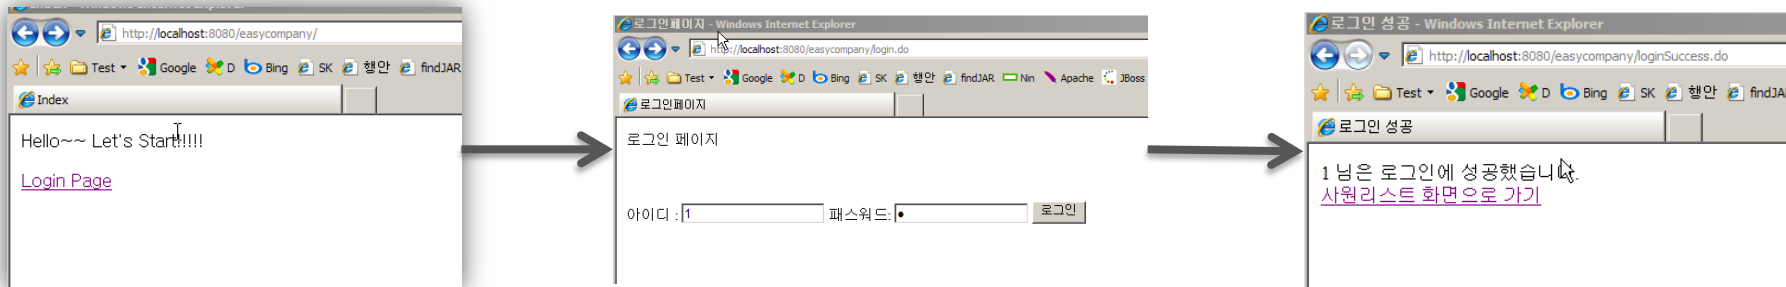 http://localhost:8080/easycompany/
Test Google D Bing SK 행안 findJAR
Index
Hello~~ Let's Start!!!!!
Login Page
로그인페이지 - Windows Internet Explorer
http://localhost:8080/easycompany/login.do
Test Google D Bing SK 행안 findJAR Nin Apache JBoss
로그인페이지
로그인 페이지
아이디 : 1 패스워드: ● 로그인
로그인 성공 - Windows Internet Explorer
http://localhost:8080/easycompany/loginSuccess.do
Test Google D Bing SK 행안 findJAR
로그인 성공
1 님은 로그인에 성공했습니다.
사원리스트 화면으로 가기